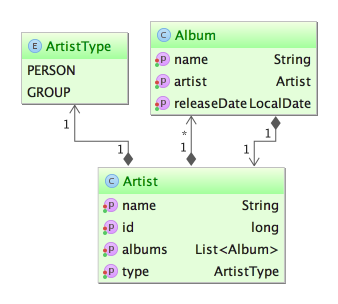 E ArtistType
PERSON
GROUP
C Album
p name String
p artist Artist
p releaseDate LocalDate
1
1
*
1
1
1
C Artist
p name String
p id long
p albums List<Album>
p type ArtistType